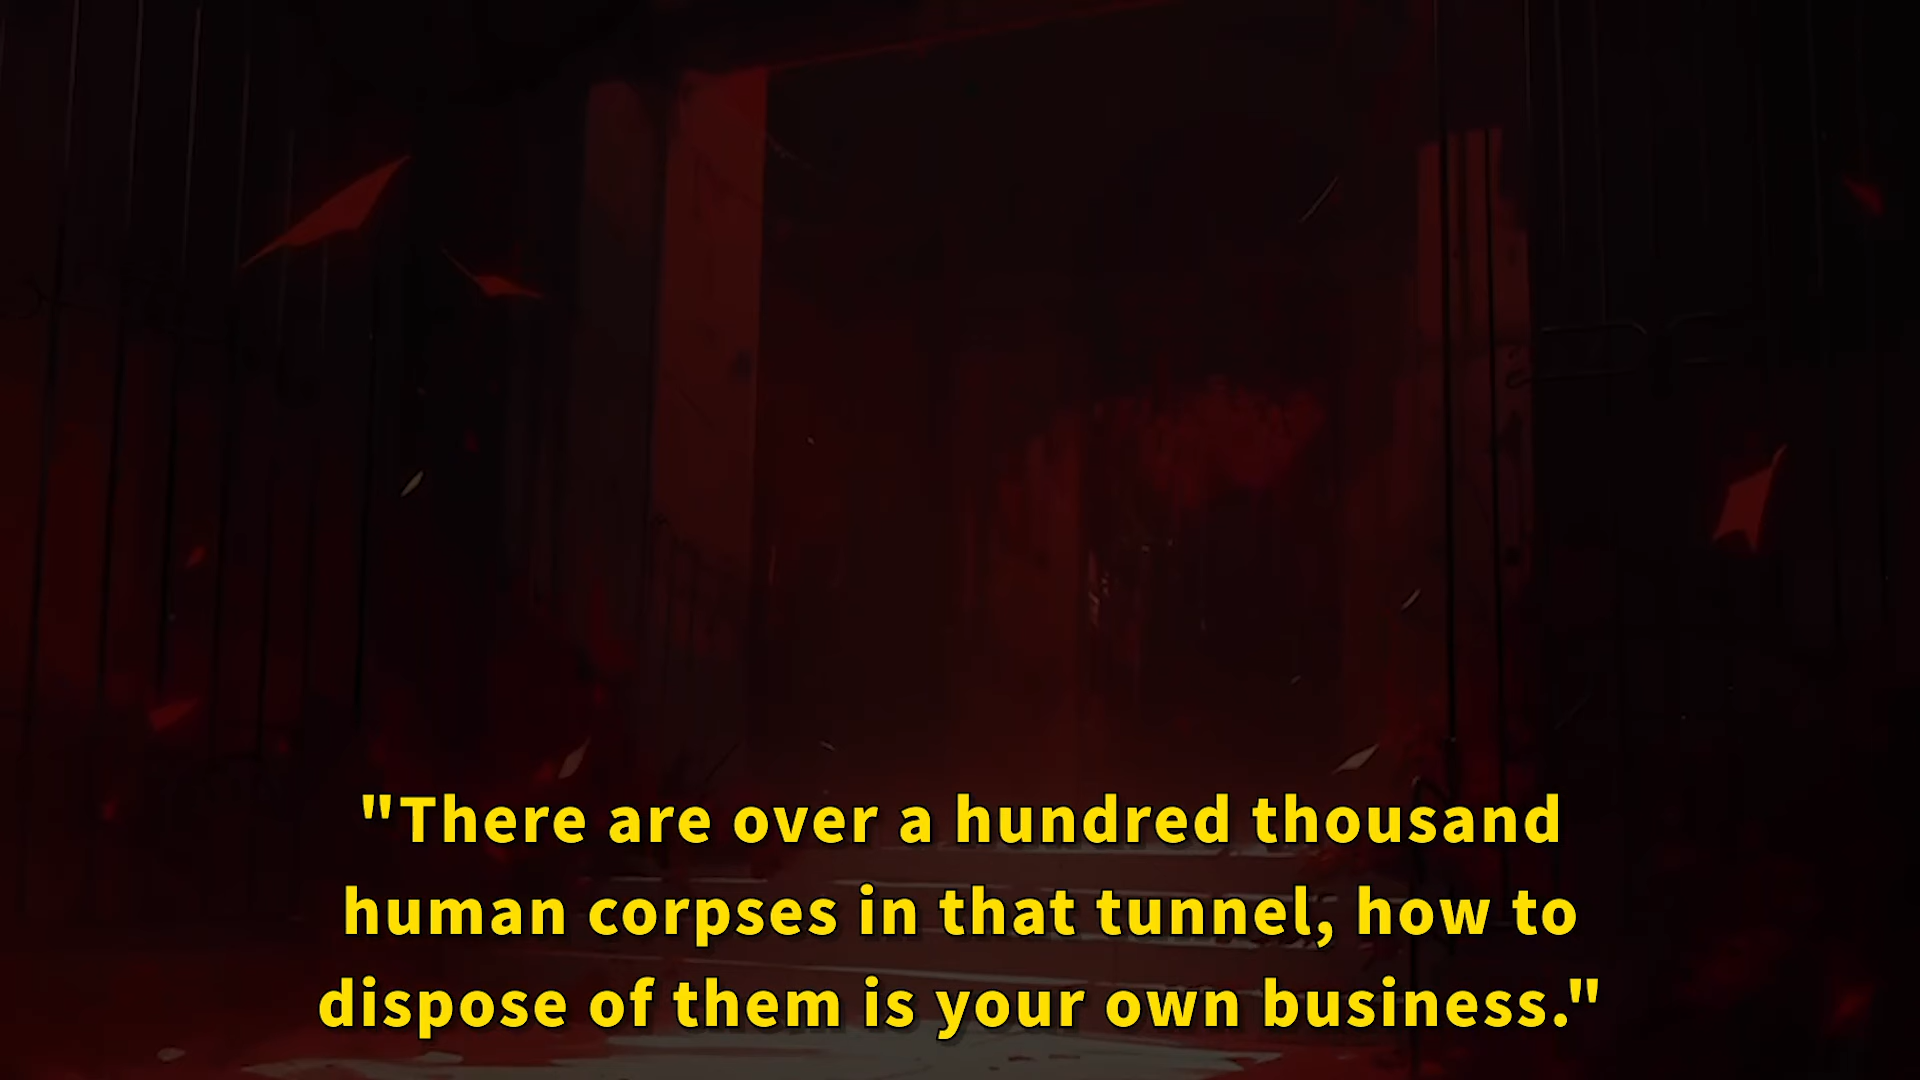 "There are over a hundred thousand
human corpses in that tunnel, how to
dispose of them is your own business."